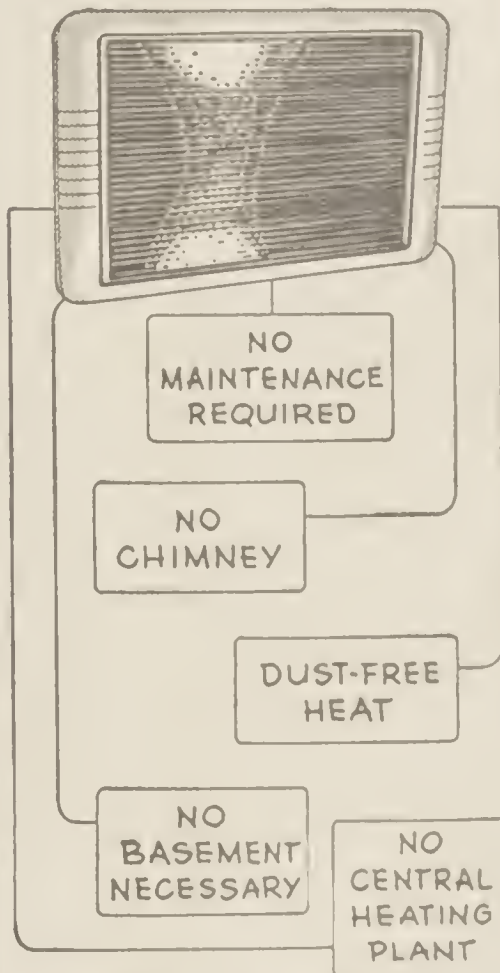 NO
MAINTENANCE
REQUIRED
NO
CHIMNEY
DUST-FREE
HEAT
NO
BASEMENT
NECESSARY
NO
CENTRAL
HEATING
PLANT